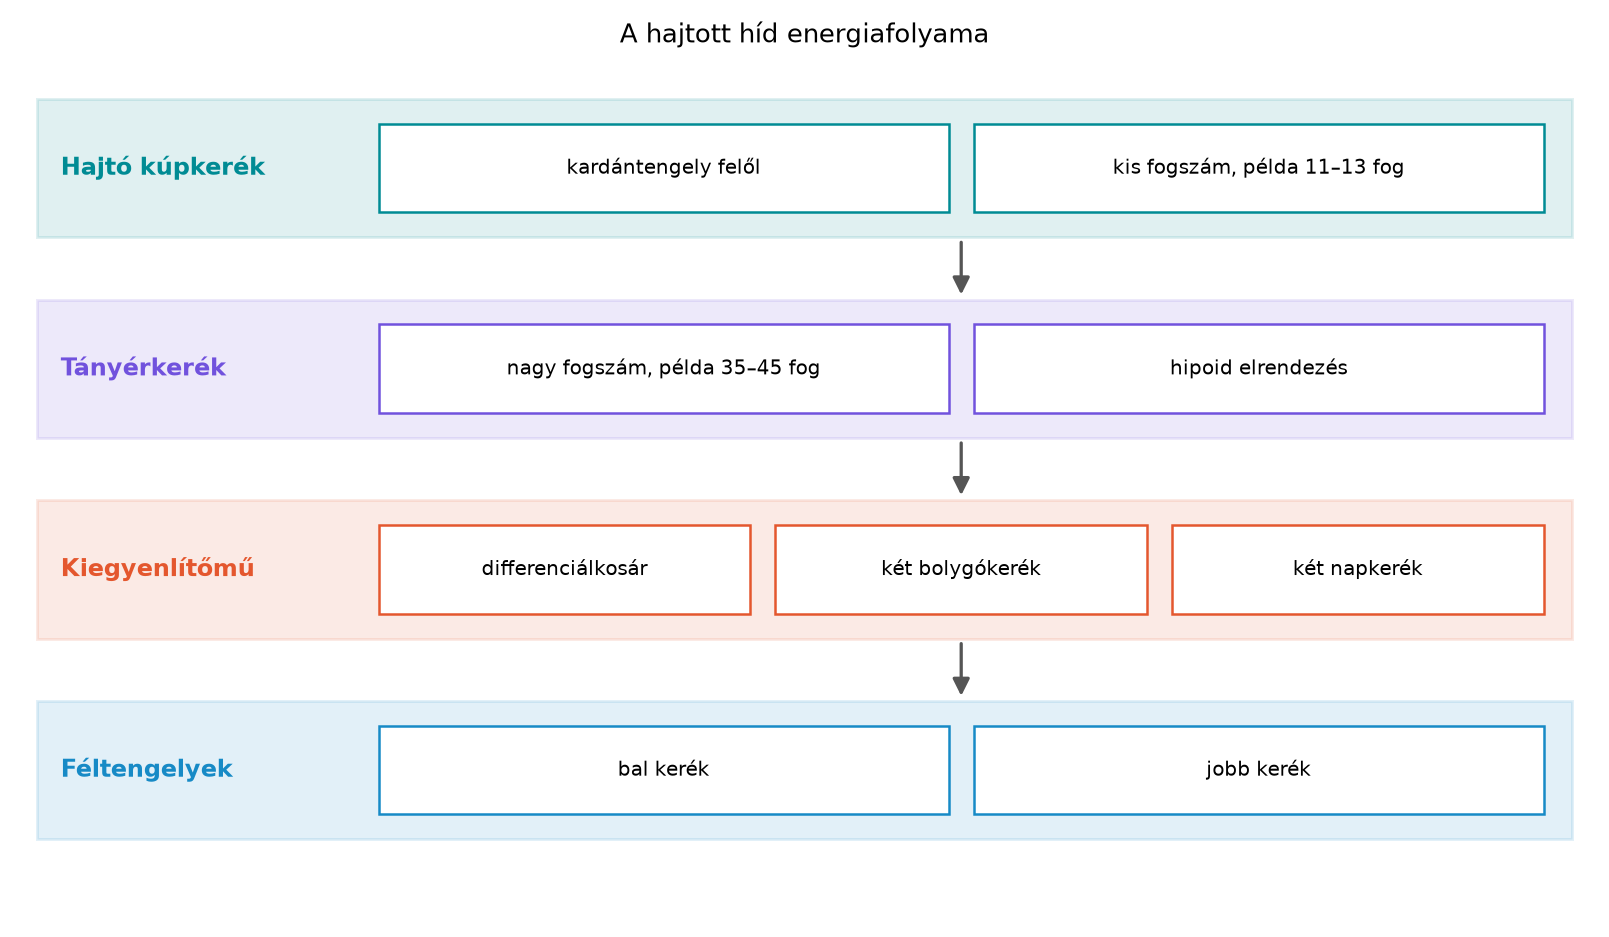 A hajtott híd energiafolyama
Hajtó kúpkerék
kardántengely felől
kis fogszám, példa 11–13 fog
Tányérkerék
nagy fogszám, példa 35–45 fog
hipoid elrendezés
Kiegyenlítőmű
differenciálkosár
két bolygókerék
két napkerék
Féltengelyek
bal kerék
jobb kerék